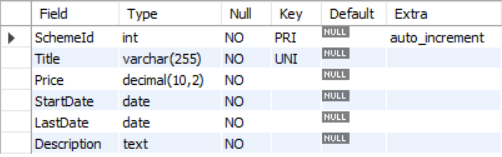 Field Type Null Key Default Extra
SchemeId int NO PRI NULL auto_increment
Title varchar(255) NO UNI NULL
Price decimal(10,2) NO NULL
StartDate date NO NULL
LastDate date NO NULL
Description text NO NULL